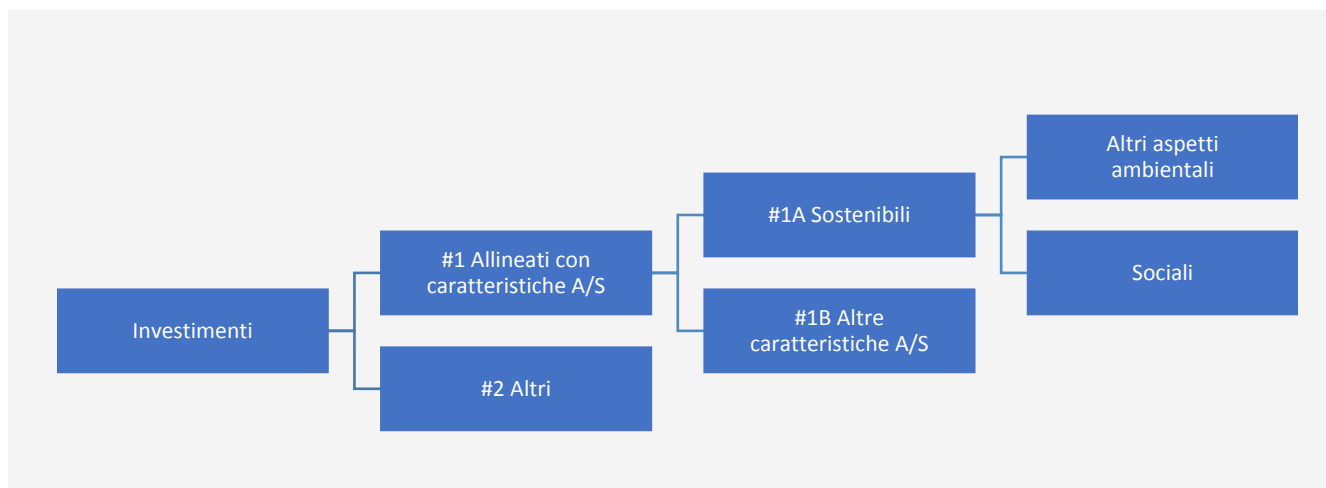 Investimenti
#1 Allineati con
caratteristiche A/S
#2 Altri
#1A Sostenibili
#1B Altre
caratteristiche A/S
Altri aspetti
ambientali
Sociali